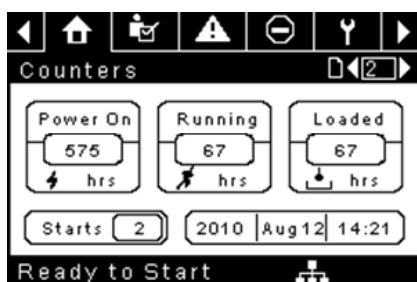 Counters 2
Power On Running Loaded
575 67 67
hrs hrs hrs
Starts 2 2010 Aug12 14:21
Ready to Start